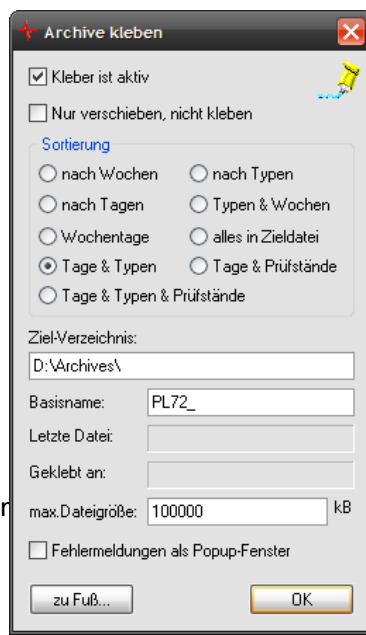 Archive kleben
Kleber ist aktiv
Nur verschieben, nicht kleben
Sortierung
nach Wochen nach Typen
nach Tagen Typen & Wochen
Wochentage alles in Zieldatei
Tage & Typen Tage & Prüfstände
Tage & Typen & Prüfstände
Ziel-Verzeichnis:
D:\Archives\
Basisname: PL72_
Letzte Datei:
Geklebt an:
r max.Dateigröße: 100000 kB
Fehlermeldungen als Popup-Fenster
zu Fuß... OK